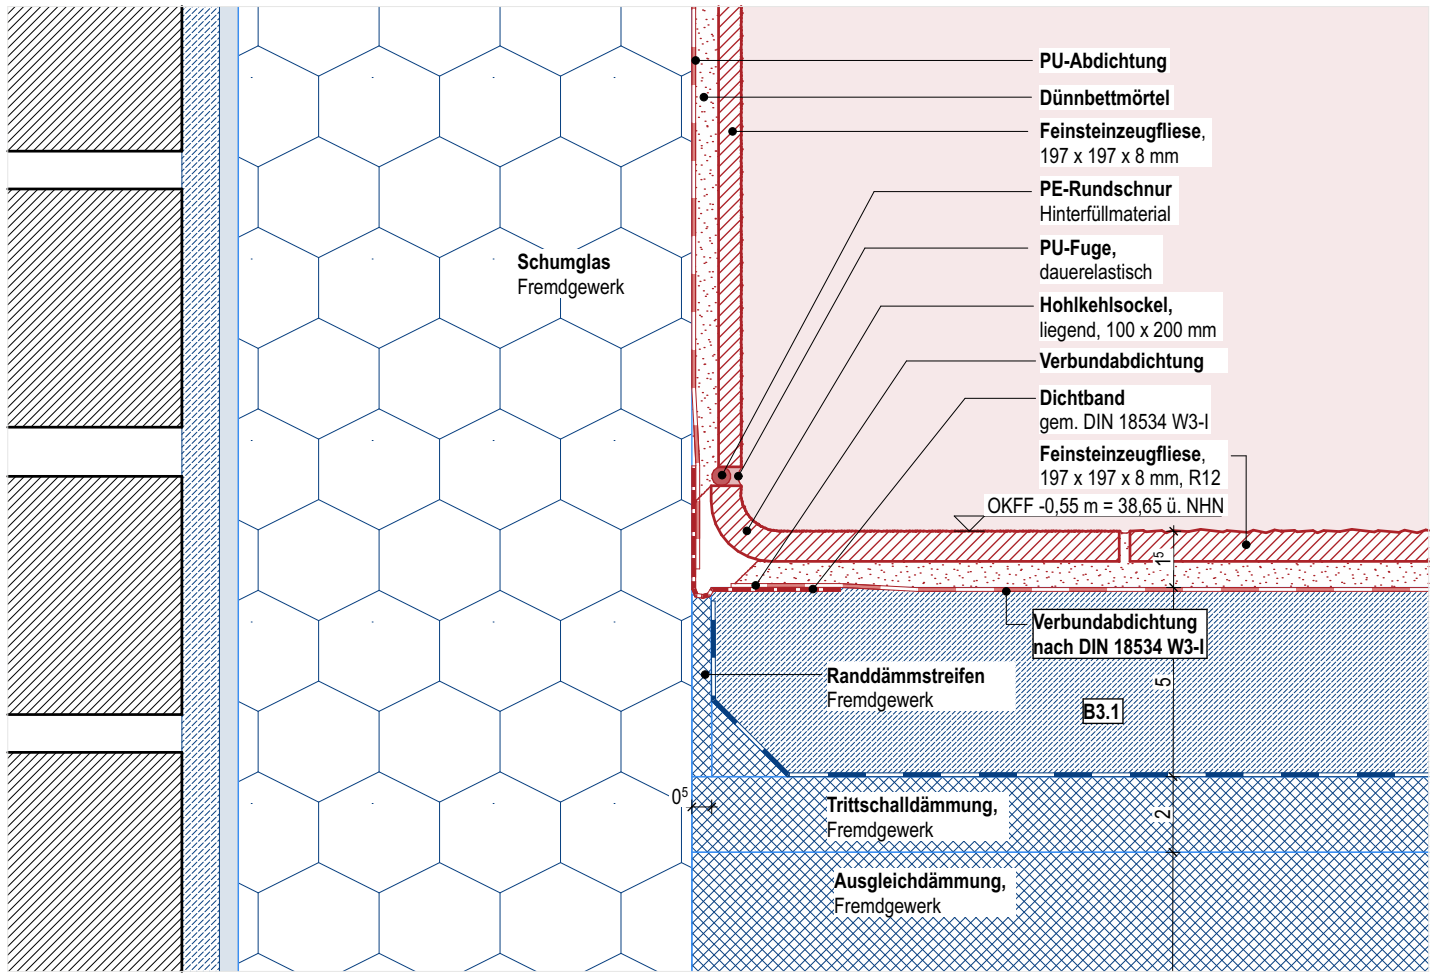 PU-Abdichtung
Dünnbettmörtel
Feinsteinzeugfliese,
197 x 197 x 8 mm
PE-Rundschnur
Hinterfüllmaterial
PU-Fuge,
dauerelastisch
Schumglas
Fremdgewerk
Hohlkehlsockel,
liegend, 100 x 200 mm
Verbundabdichtung
Dichtband
gem. DIN 18534 W3-I
Feinsteinzeugfliese,
197 x 197 x 8 mm, R12
OKFF -0,55 m = 38,65 ü. NHN
1⁵
Verbundabdichtung
nach DIN 18534 W3-I
Randdämmstreifen
Fremdgewerk
5
B3.1
0⁵
Trittschalldämmung,
Fremdgewerk
2
Ausgleichdämmung,
Fremdgewerk